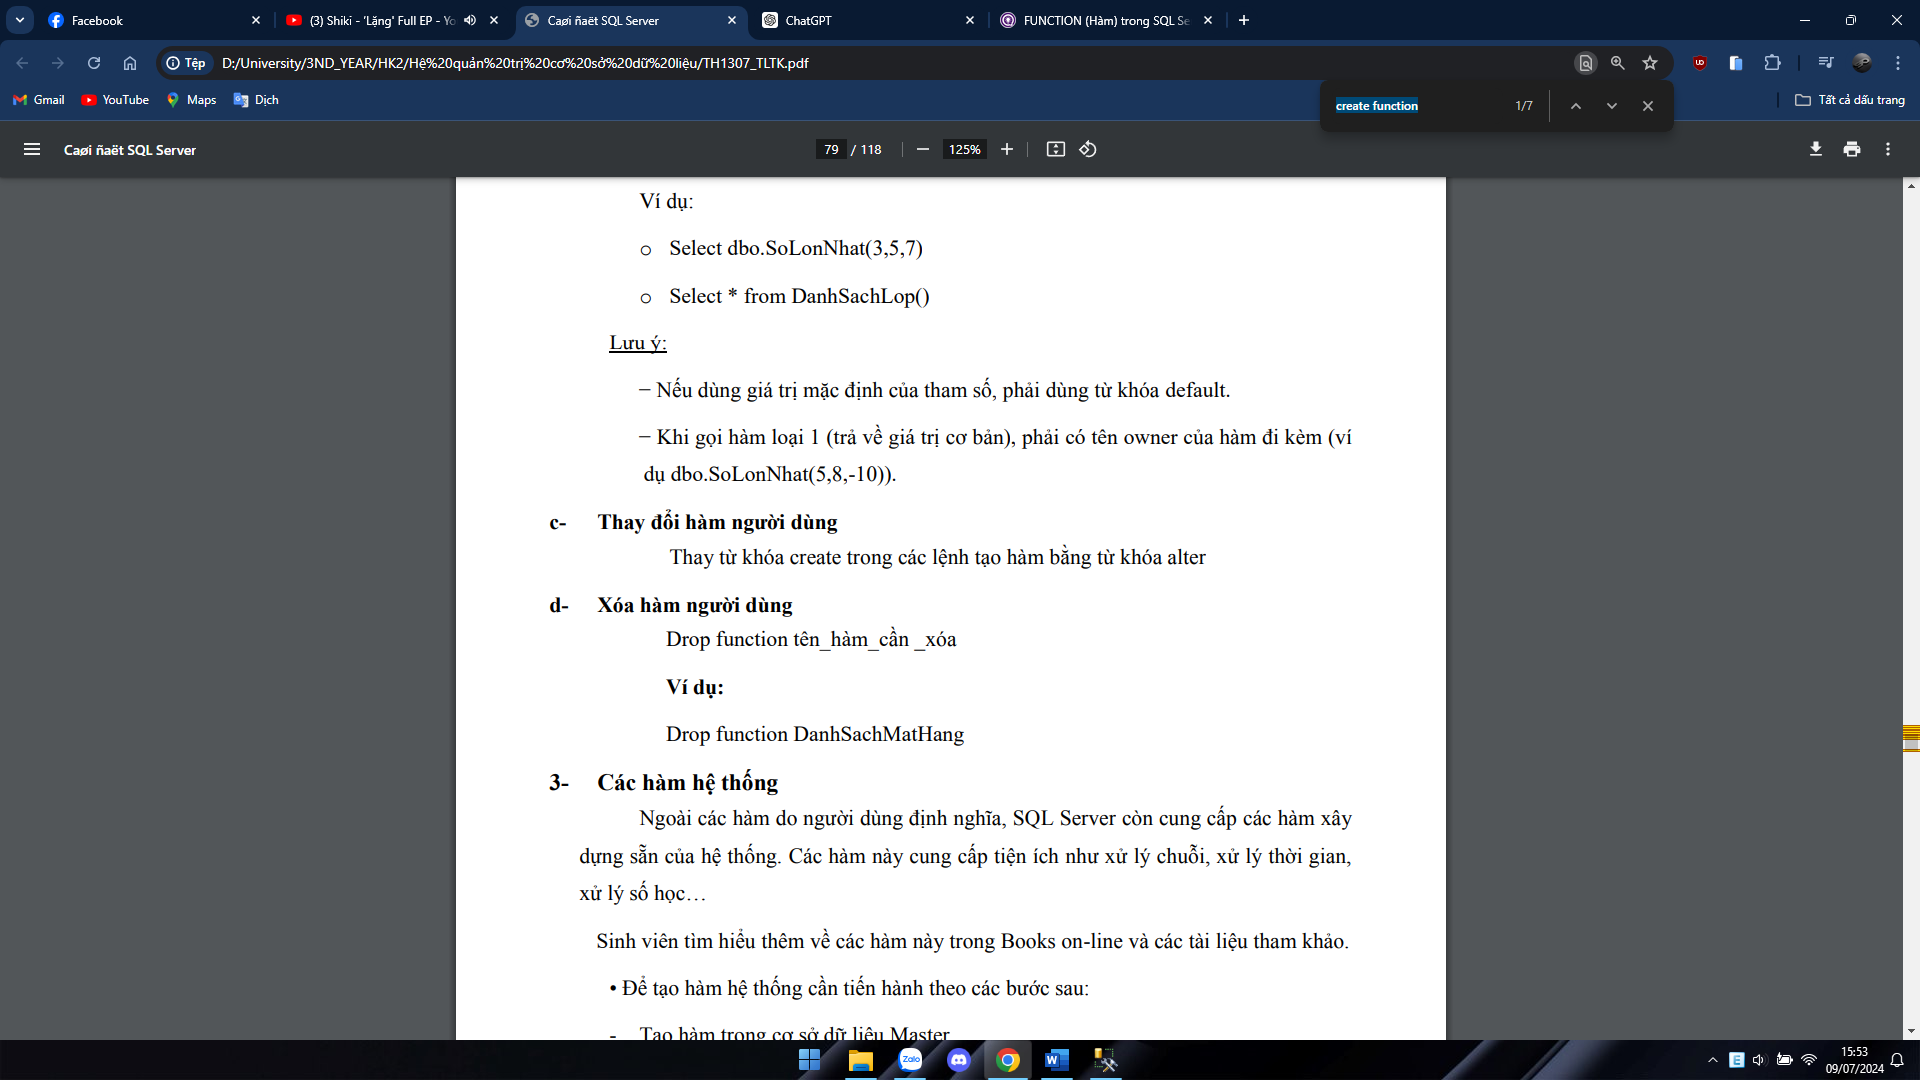 Facebook
(3) Shiki - 'Lặng' Full EP - Yo
Caøi ñaët SQL Server
ChatGPT
FUNCTION (Hàm) trong SQL Se
Tệp
D:/University/3ND_YEAR/HK2/Hệ%20quản%20trị%20cơ%20sở%20dữ%20liệu/TH1307_TLTK.pdf
Gmail
YouTube
Maps
Dịch
create function
1/7
Tất cả dấu trang
Caøi ñaët SQL Server
79 / 118
125%
Ví dụ:
o Select dbo.SoLonNhat(3,5,7)
o Select * from DanhSachLop()
Lưu ý:
− Nếu dùng giá trị mặc định của tham số, phải dùng từ khóa default.
− Khi gọi hàm loại 1 (trả về giá trị cơ bản), phải có tên owner của hàm đi kèm (ví
dụ dbo.SoLonNhat(5,8,-10)).
c- Thay đổi hàm người dùng
Thay từ khóa create trong các lệnh tạo hàm bằng từ khóa alter
d- Xóa hàm người dùng
Drop function tên_hàm_cần _xóa
Ví dụ:
Drop function DanhSachMatHang
3- Các hàm hệ thống
Ngoài các hàm do người dùng định nghĩa, SQL Server còn cung cấp các hàm xây
dựng sẵn của hệ thống. Các hàm này cung cấp tiện ích như xử lý chuỗi, xử lý thời gian,
xử lý số học…
Sinh viên tìm hiểu thêm về các hàm này trong Books on-line và các tài liệu tham khảo.
• Để tạo hàm hệ thống cần tiến hành theo các bước sau:
- Tạo hàm trong cơ sở dữ liệu Master
Zalo
E
15:53
09/07/2024